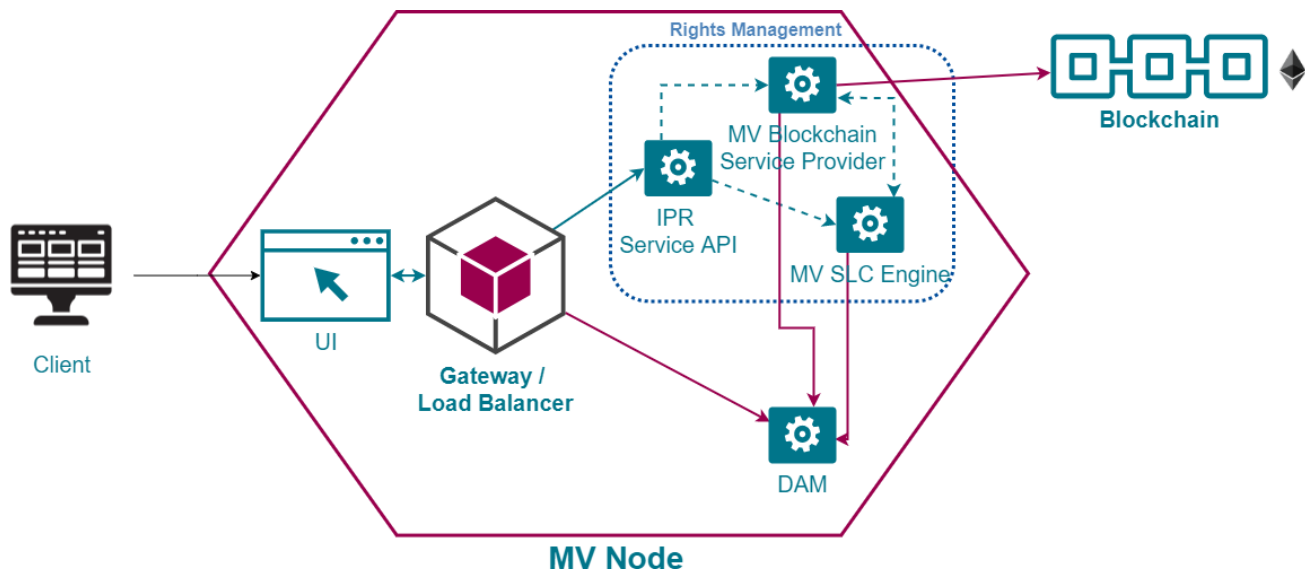 Rights Management
Blockchain
MV Blockchain
Service Provider
IPR
Service API
MV SLC Engine
Client
UI
Gateway /
Load Balancer
DAM
MV Node